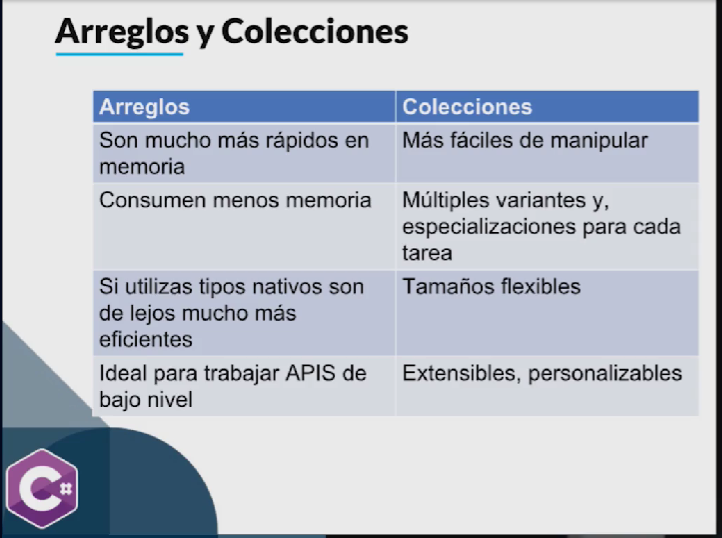 Arreglos y Colecciones
Arreglos
Colecciones
Son mucho más rápidos en
memoria
Más fáciles de manipular
Consumen menos memoria
Múltiples variantes y,
especializaciones para cada
tarea
Si utilizas tipos nativos son
de lejos mucho más
eficientes
Tamaños flexibles
Ideal para trabajar APIS de
bajo nivel
Extensibles, personalizables
C#